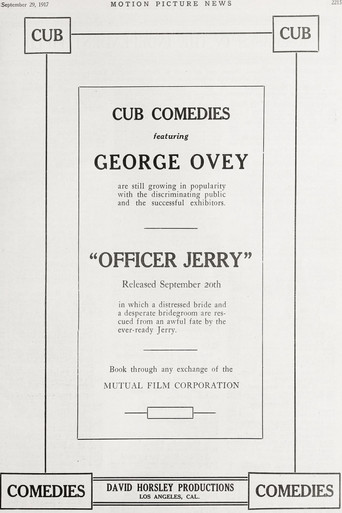 September 29, 1917 MOTION PICTURE NEWS 2215
CUB CUB
CUB COMEDIES
featuring
GEORGE OVEY
are still growing in popularity
with the discriminating public
and the successful exhibitors.
"OFFICER JERRY"
Released September 20th
in which a distressed bride and
a desperate bridegroom are res-
cued from an awful fate by the
ever-ready Jerry.
Book through any exchange of the
MUTUAL FILM CORPORATION
COMEDIES DAVID HORSLEY PRODUCTIONS COMEDIES
LOS ANGELES, CAL.